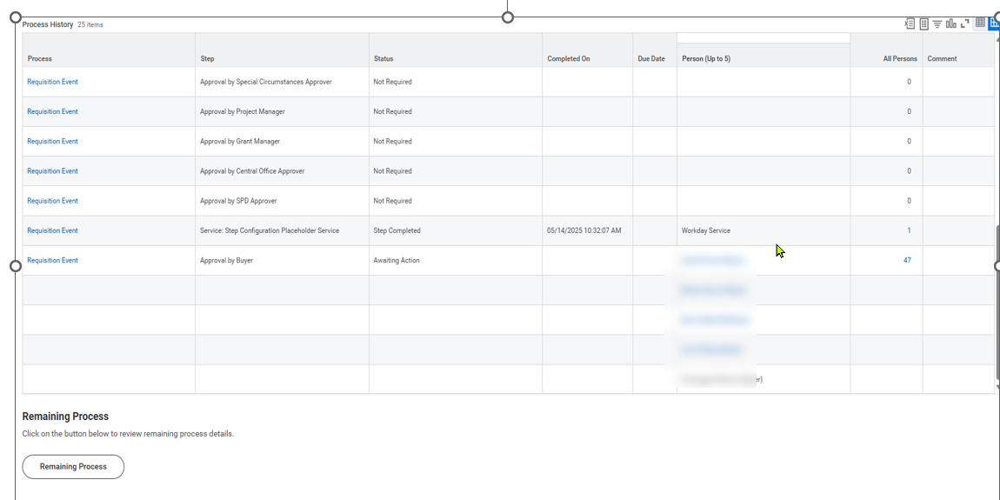 Process History 25 items
Process Step Status Completed On Due Date Person (Up to 5) All Persons Comment
Requisition Event Approval by Special Circumstances Approver Not Required 0
Requisition Event Approval by Project Manager Not Required 0
Requisition Event Approval by Grant Manager Not Required 0
Requisition Event Approval by Central Office Approver Not Required 0
Requisition Event Approval by SPD Approver Not Required 0
Requisition Event Service: Step Configuration Placeholder Service Step Completed 05/14/2025 10:32:07 AM Workday Service 1
Requisition Event Approval by Buyer Awaiting Action 47
Remaining Process
Click on the button below to review remaining process details.
Remaining Process